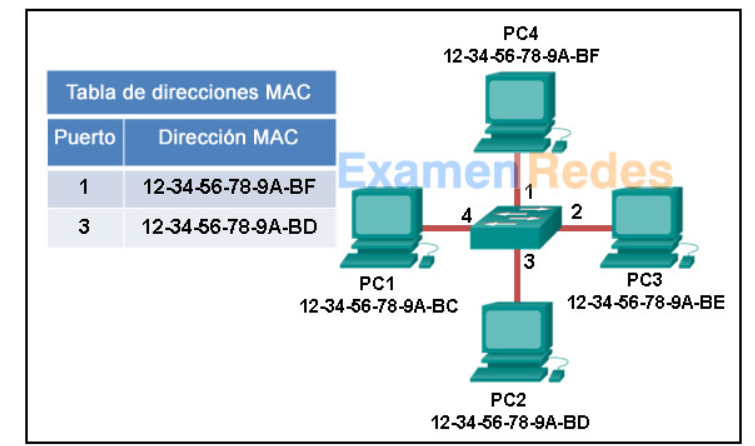 PC4
12-34-56-78-9A-BF
Tabla de direcciones MAC
Puerto Dirección MAC
1 12-34-56-78-9A-BF
3 12-34-56-78-9A-BD
ExamenRedes
1
4
2
3
PC1
12-34-56-78-9A-BC
PC3
12-34-56-78-9A-BE
PC2
12-34-56-78-9A-BD